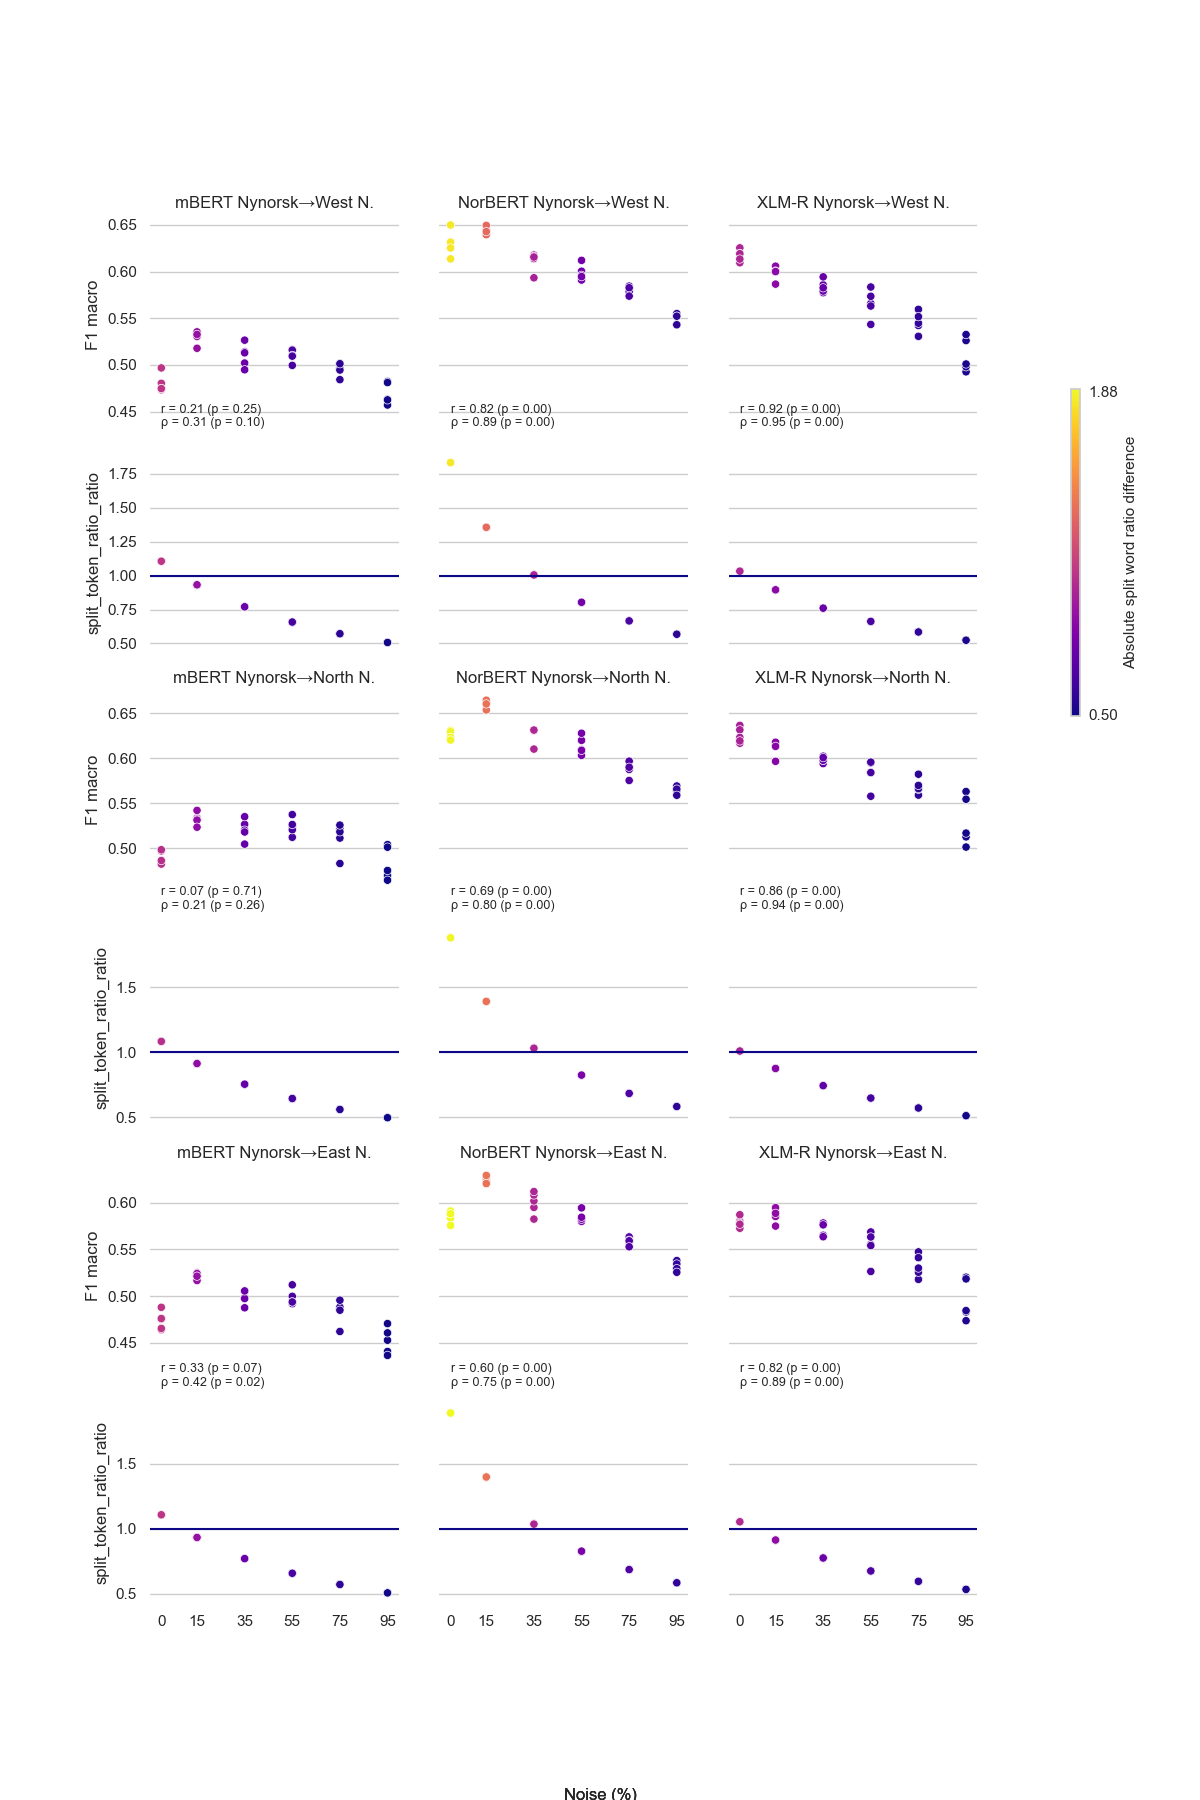 mBERT Nynorsk→West N.
NorBERT Nynorsk→West N.
XLM-R Nynorsk→West N.
F1 macro
0.65
0.60
0.55
0.50
0.45
r = 0.21 (p = 0.25)
ρ = 0.31 (p = 0.10)
r = 0.82 (p = 0.00)
ρ = 0.89 (p = 0.00)
r = 0.92 (p = 0.00)
ρ = 0.95 (p = 0.00)
split_token_ratio_ratio
1.75
1.50
1.25
1.00
0.75
0.50
mBERT Nynorsk→North N.
NorBERT Nynorsk→North N.
XLM-R Nynorsk→North N.
F1 macro
0.65
0.60
0.55
0.50
r = 0.07 (p = 0.71)
ρ = 0.21 (p = 0.26)
r = 0.69 (p = 0.00)
ρ = 0.80 (p = 0.00)
r = 0.86 (p = 0.00)
ρ = 0.94 (p = 0.00)
split_token_ratio_ratio
1.5
1.0
0.5
mBERT Nynorsk→East N.
NorBERT Nynorsk→East N.
XLM-R Nynorsk→East N.
F1 macro
0.60
0.55
0.50
0.45
r = 0.33 (p = 0.07)
ρ = 0.42 (p = 0.02)
r = 0.60 (p = 0.00)
ρ = 0.75 (p = 0.00)
r = 0.82 (p = 0.00)
ρ = 0.89 (p = 0.00)
split_token_ratio_ratio
1.5
1.0
0.5
0 15 35 55 75 95
0 15 35 55 75 95
0 15 35 55 75 95
Noise (%)
1.88
Absolute split word ratio difference
0.50